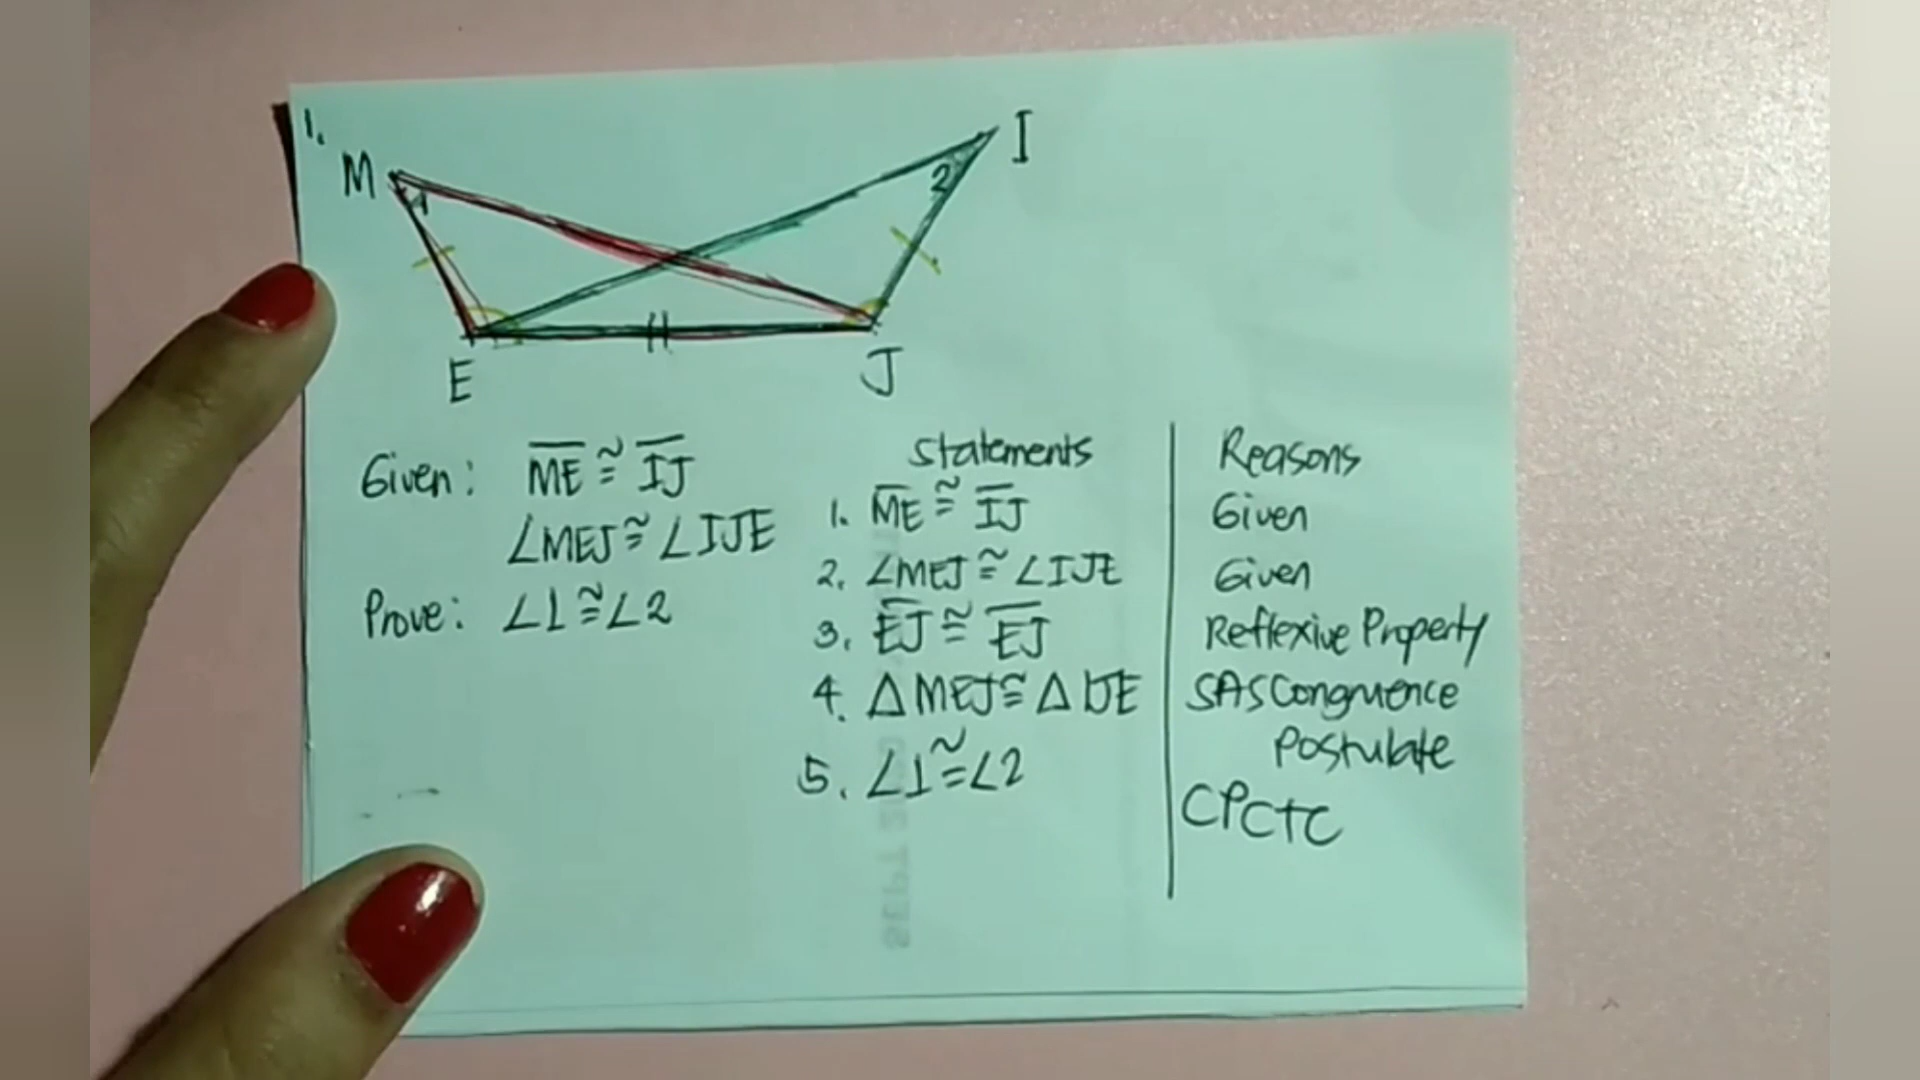 1.
M
I
1
2
E
J
Given: ME ≅ IJ
∠MEJ ≅ ∠IJE
Prove: ∠1 ≅ ∠2
Statements
1. ME ≅ IJ
2. ∠MEJ ≅ ∠IJE
3. EJ ≅ EJ
4. △MEJ ≅ △IJE
5. ∠1 ≅ ∠2
Reasons
Given
Given
Reflexive Property
SAS Congruence
Postulate
CPCTC